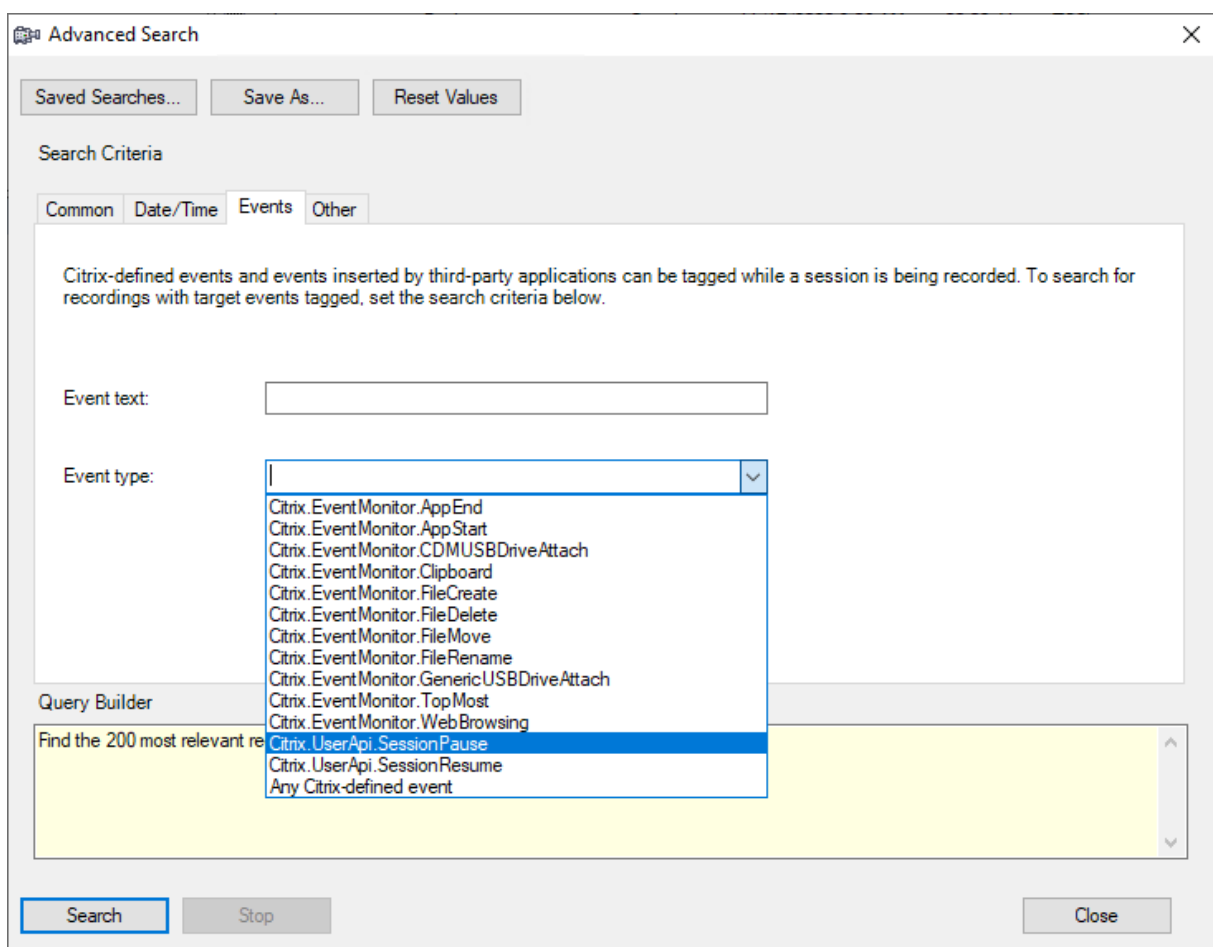 Advanced Search
Saved Searches...
Save As...
Reset Values
Search Criteria
Common
Date/Time
Events
Other
Citrix-defined events and events inserted by third-party applications can be tagged while a session is being recorded. To search for
recordings with target events tagged, set the search criteria below.
Event text:
Event type:
Citrix.EventMonitor.AppEnd
Citrix.EventMonitor.AppStart
Citrix.EventMonitor.CDMUSBDriveAttach
Citrix.EventMonitor.Clipboard
Citrix.EventMonitor.FileCreate
Citrix.EventMonitor.FileDelete
Citrix.EventMonitor.FileMove
Citrix.EventMonitor.FileRename
Citrix.EventMonitor.GenericUSBDriveAttach
Citrix.EventMonitor.TopMost
Citrix.EventMonitor.WebBrowsing
Citrix.UserApi.SessionPause
Citrix.UserApi.SessionResume
Any Citrix-defined event
Query Builder
Find the 200 most relevant re
Search
Stop
Close